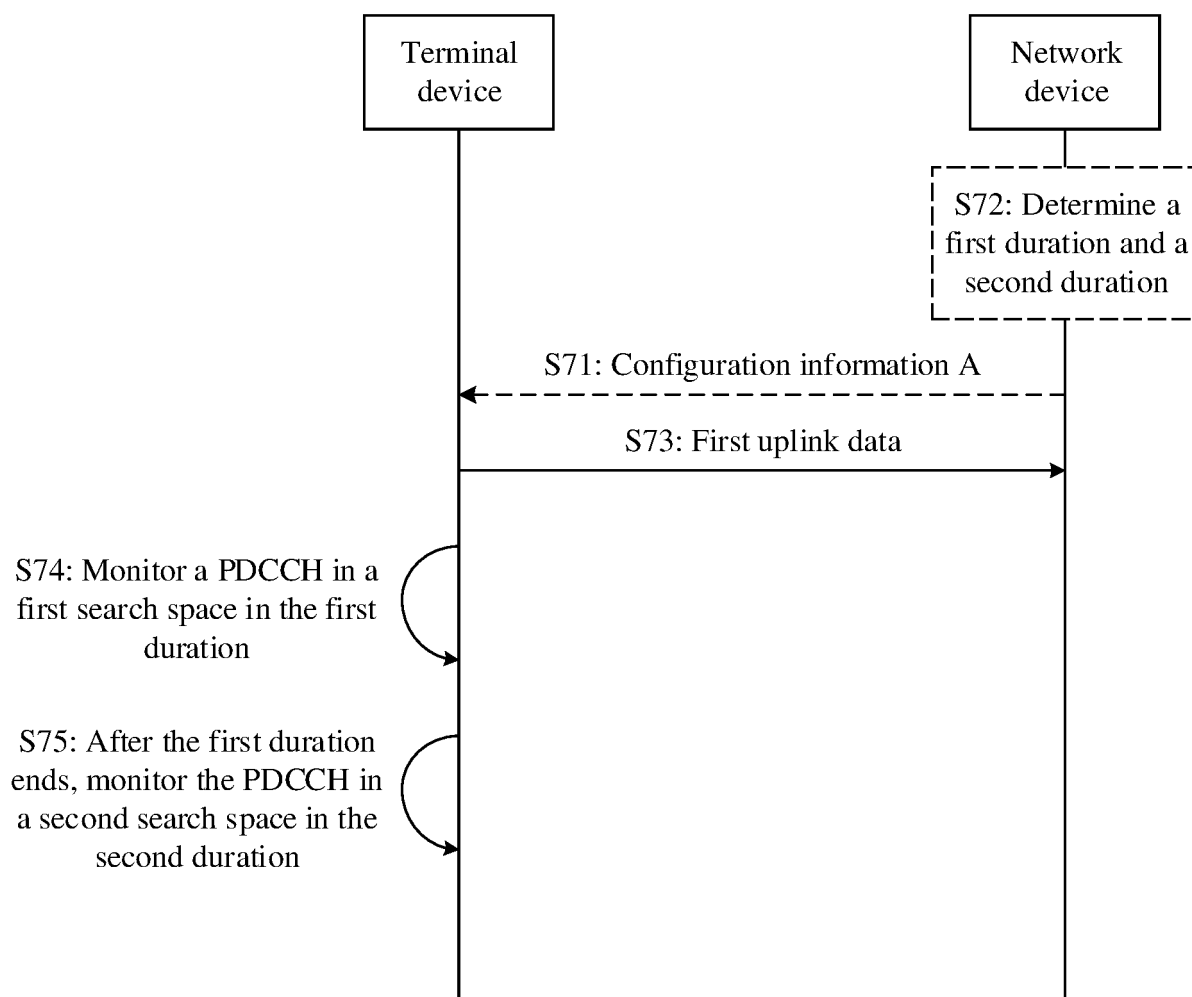 Terminal
device
Network
device
S72: Determine a
first duration and a
second duration
S71: Configuration information A
S73: First uplink data
S74: Monitor a PDCCH in a
first search space in the first
duration
S75: After the first duration
ends, monitor the PDCCH in
a second search space in the
second duration